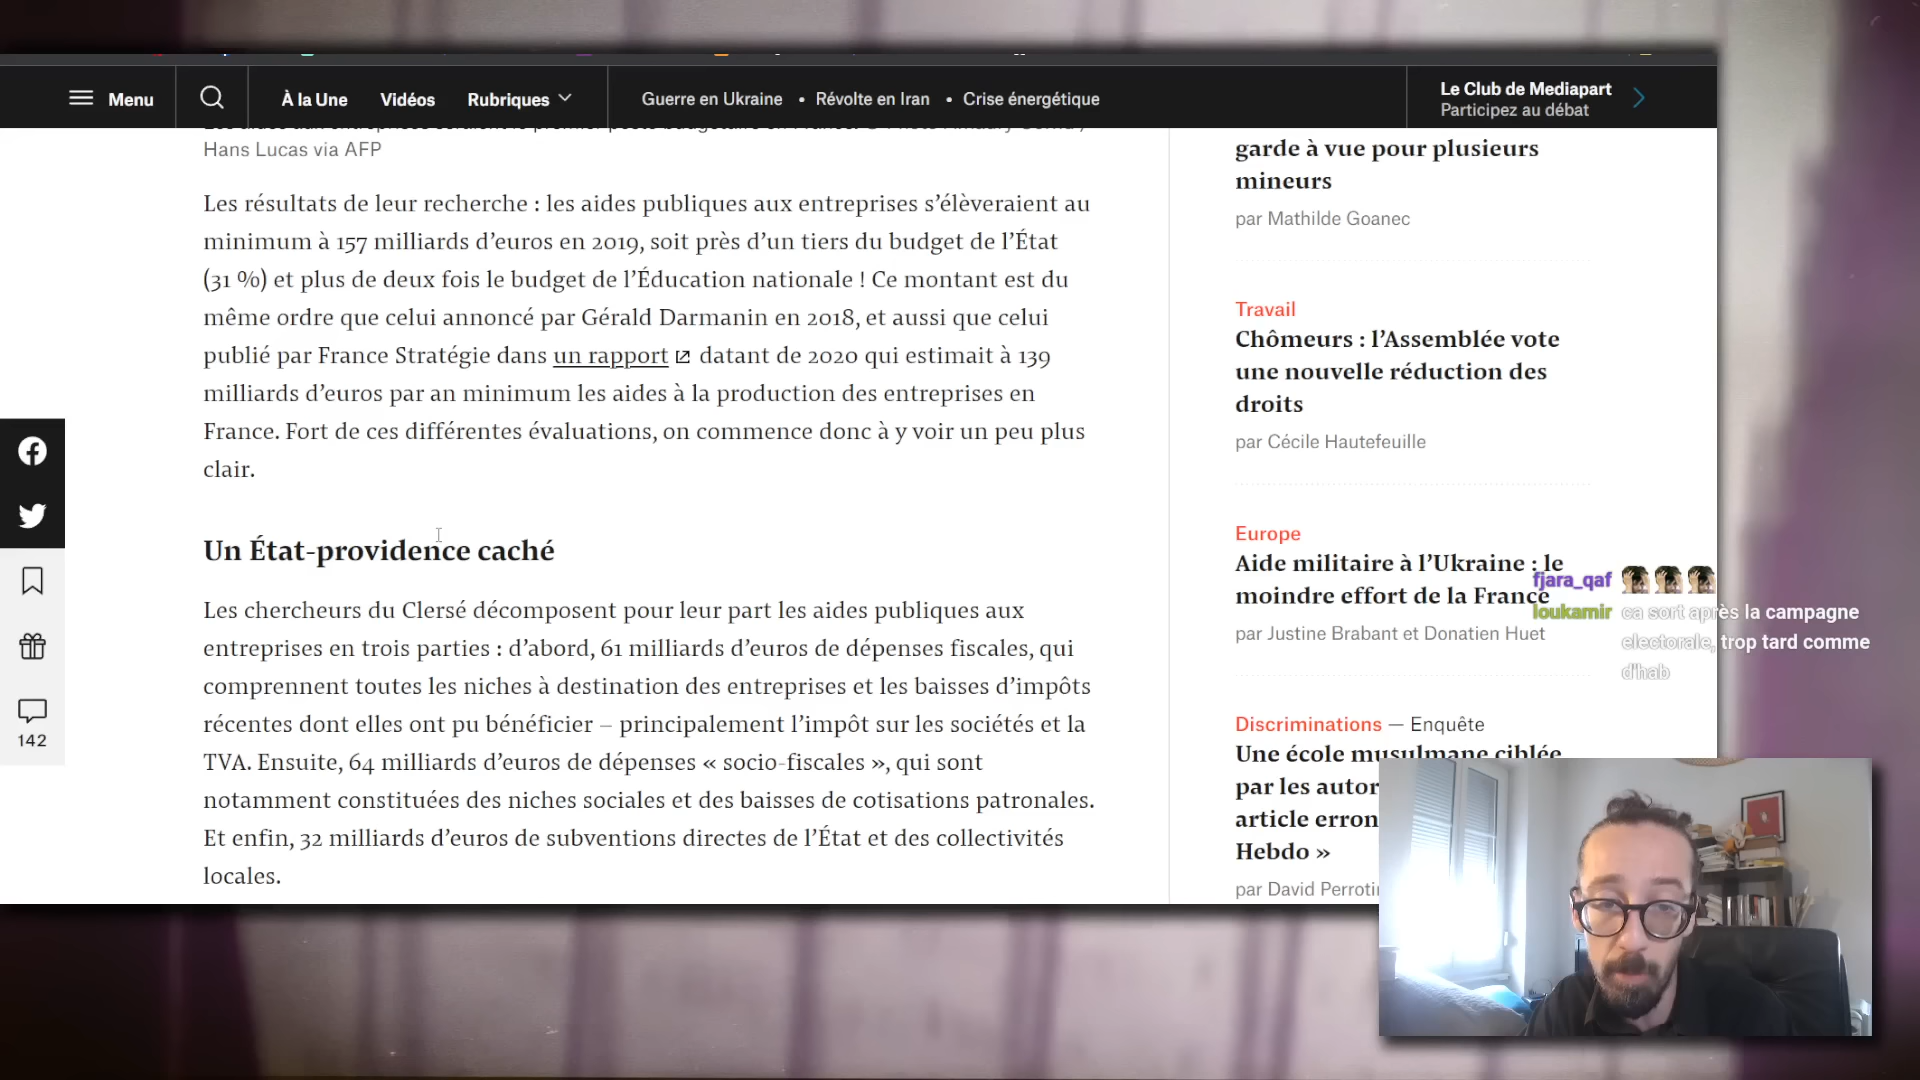 Menu
À la Une
Vidéos
Rubriques
Guerre en Ukraine • Révolte en Iran • Crise énergétique
Le Club de Mediapart
Participez au débat
Hans Lucas via AFP
Les résultats de leur recherche : les aides publiques aux entreprises s’élèveraient au
minimum à 157 milliards d’euros en 2019, soit près d’un tiers du budget de l’État
(31 %) et plus de deux fois le budget de l’Éducation nationale ! Ce montant est du
même ordre que celui annoncé par Gérald Darmanin en 2018, et aussi que celui
publié par France Stratégie dans un rapport datant de 2020 qui estimait à 139
milliards d’euros par an minimum les aides à la production des entreprises en
France. Fort de ces différentes évaluations, on commence donc à y voir un peu plus
clair.
Un État-providence caché
Les chercheurs du Clersé décomposent pour leur part les aides publiques aux
entreprises en trois parties : d’abord, 61 milliards d’euros de dépenses fiscales, qui
comprennent toutes les niches à destination des entreprises et les baisses d’impôts
récentes dont elles ont pu bénéficier – principalement l’impôt sur les sociétés et la
TVA. Ensuite, 64 milliards d’euros de dépenses « socio-fiscales », qui sont
notamment constituées des niches sociales et des baisses de cotisations patronales.
Et enfin, 32 milliards d’euros de subventions directes de l’État et des collectivités
locales.
142
garde à vue pour plusieurs
mineurs
par Mathilde Goanec
Travail
Chômeurs : l’Assemblée vote
une nouvelle réduction des
droits
par Cécile Hautefeuille
Europe
Aide militaire à l’Ukraine : le
moindre effort de la France
par Justine Brabant et Donatien Huet
Discriminations — Enquête
Une école musulmane ciblée
par les autor
article erron
Hebdo »
par David Perrotin
fjara_qaf
loukamir ca sort après la campagne
electorale, trop tard comme
d'hab